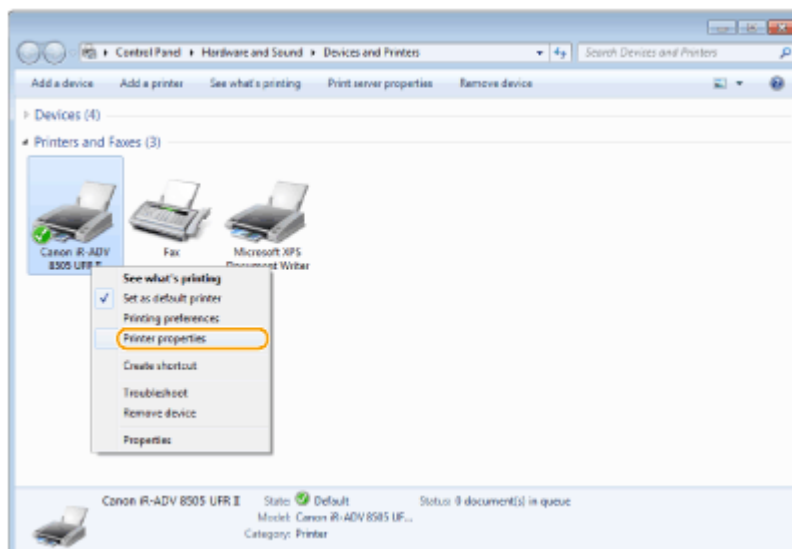 Control Panel ▸ Hardware and Sound ▸ Devices and Printers
Search Devices and Printers
Add a device Add a printer See what's printing Print server properties Remove device
Devices (4)
Printers and Faxes (3)
Canon iR-ADV
8505 UFR II
Fax
Microsoft XPS
Document Writer
See what's printing
Set as default printer
Printing preferences
Printer properties
Create shortcut
Troubleshoot
Remove device
Properties
Canon iR-ADV 8505 UFR II State: Default Status: 0 document(s) in queue
Model: Canon iR-ADV 8505 UF...
Category: Printer